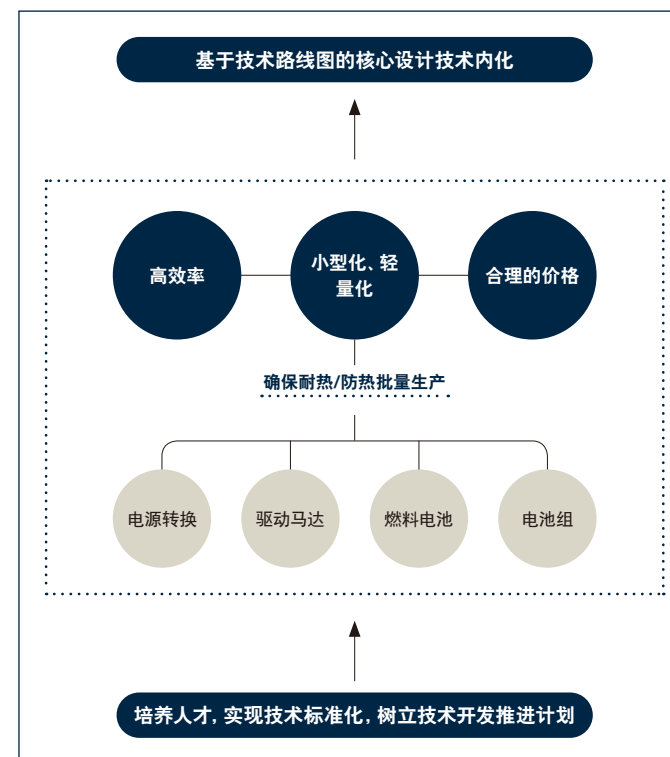 基于技术路线图的核心设计技术内化
高效率
小型化、轻
量化
合理的价格
确保耐热/防热批量生产
电源转换
驱动马达
燃料电池
电池组
培养人才, 实现技术标准化, 树立技术开发推进计划